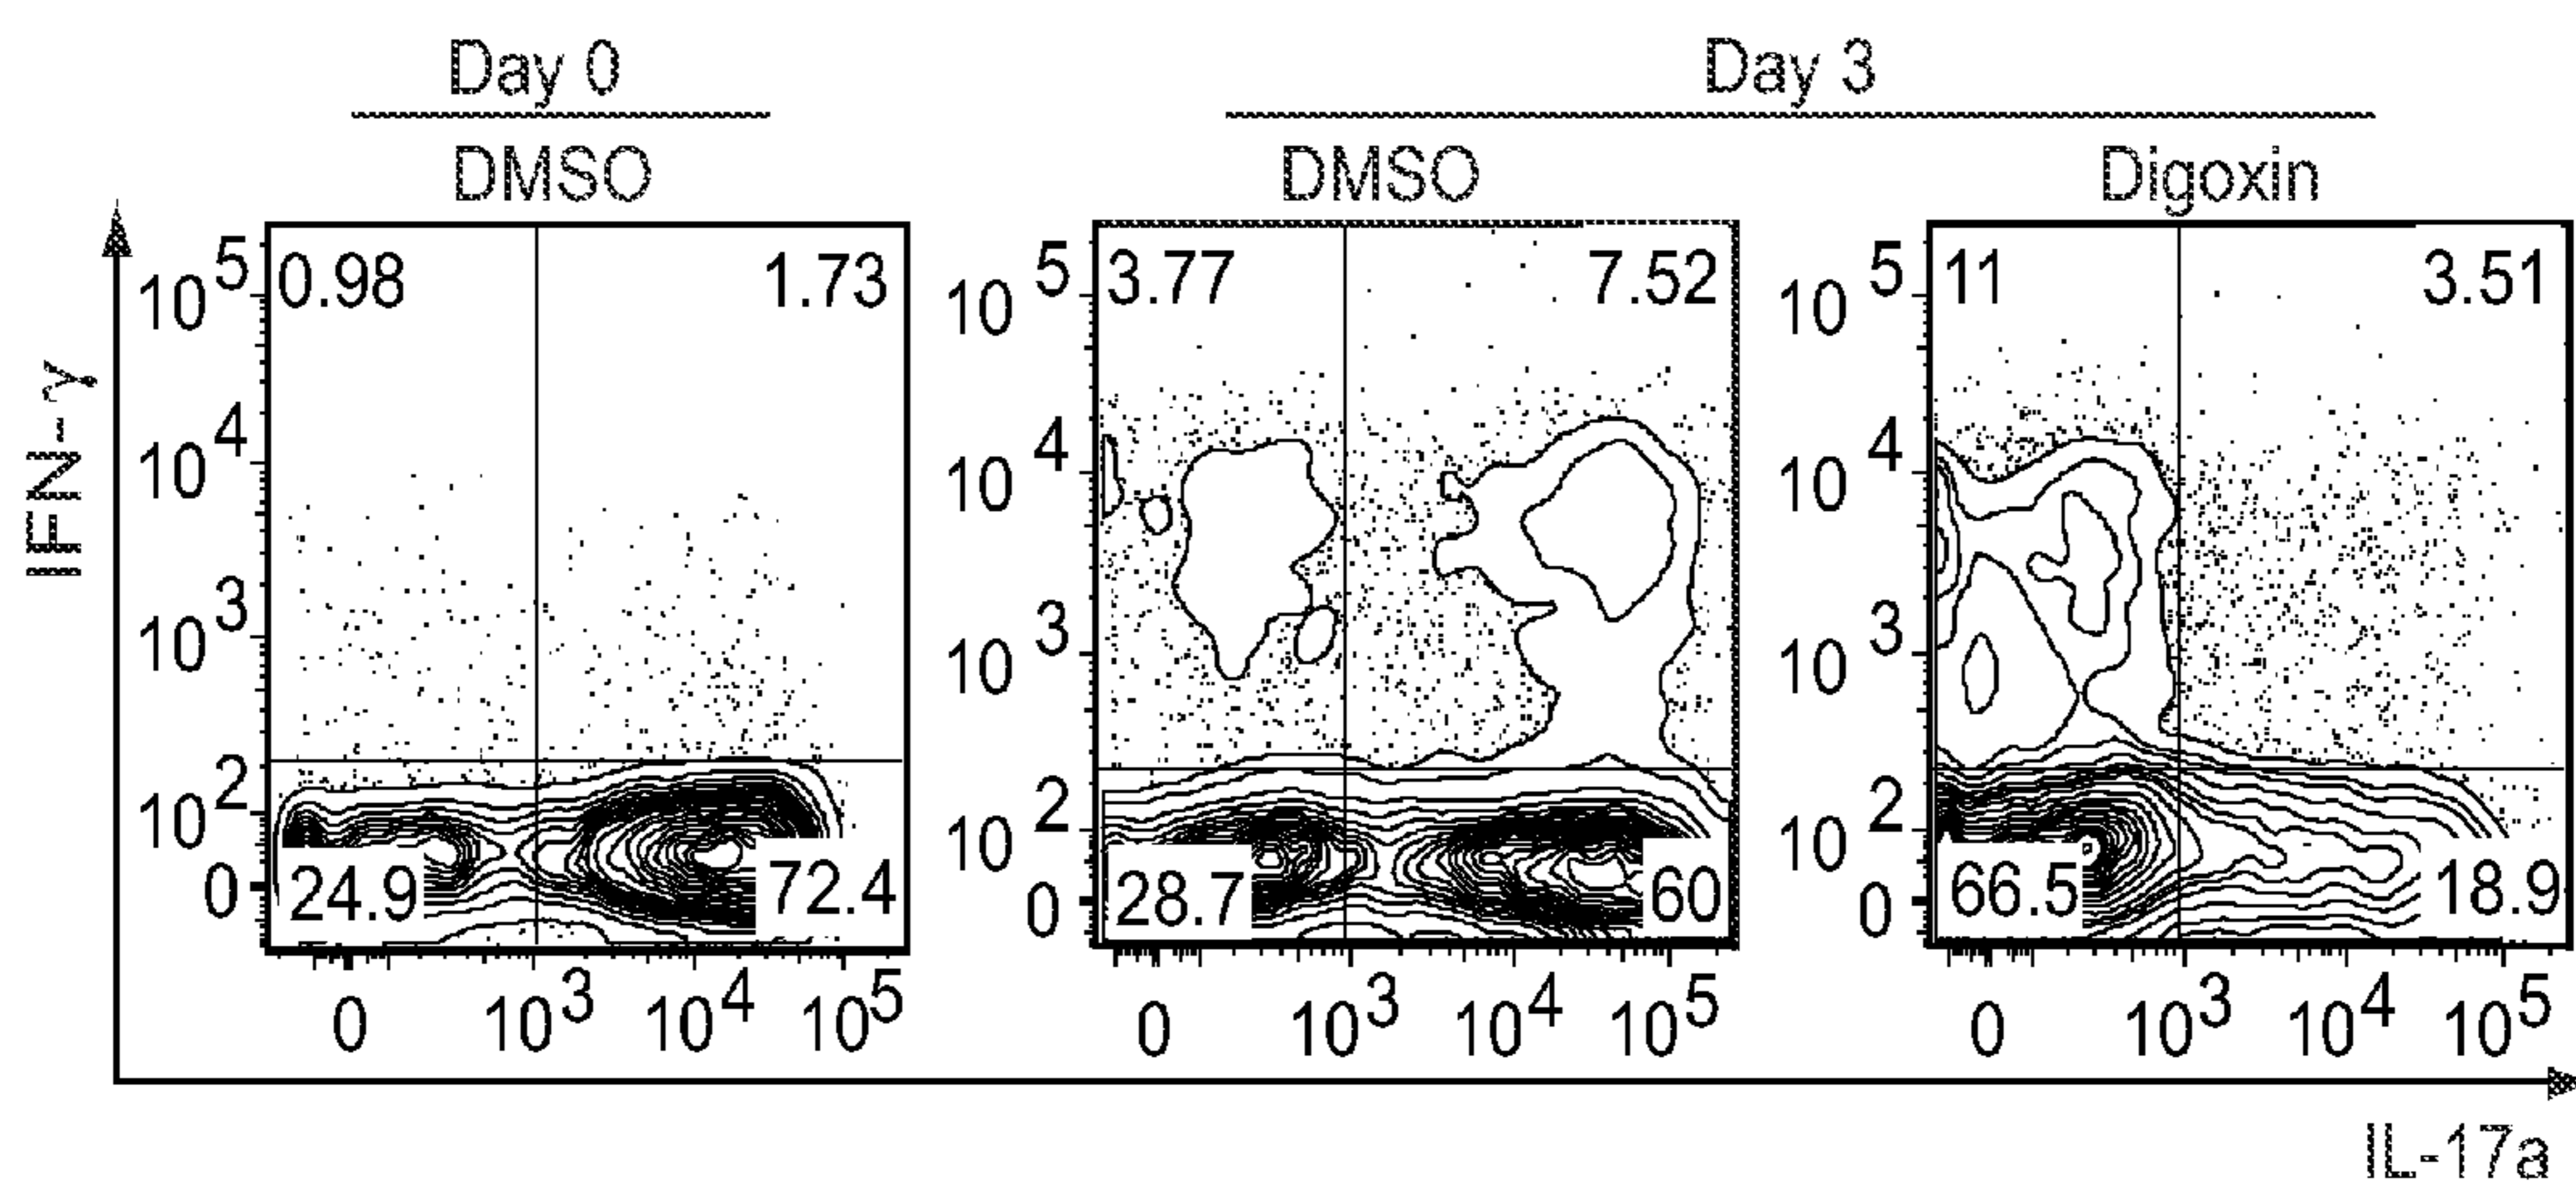 Day 0 Day 3
DMSO DMSO Digoxin
IFN-γ
10^5 0.98 1.73 10^5 3.77 7.52 10^5 11 3.51
10^4 10^4 10^4
10^3 10^3 10^3
10^2 10^2 10^2
0 24.9 72.4 0 28.7 60 0 66.5 18.9
0 10^3 10^4 10^5 0 10^3 10^4 10^5 0 10^3 10^4 10^5
IL-17a